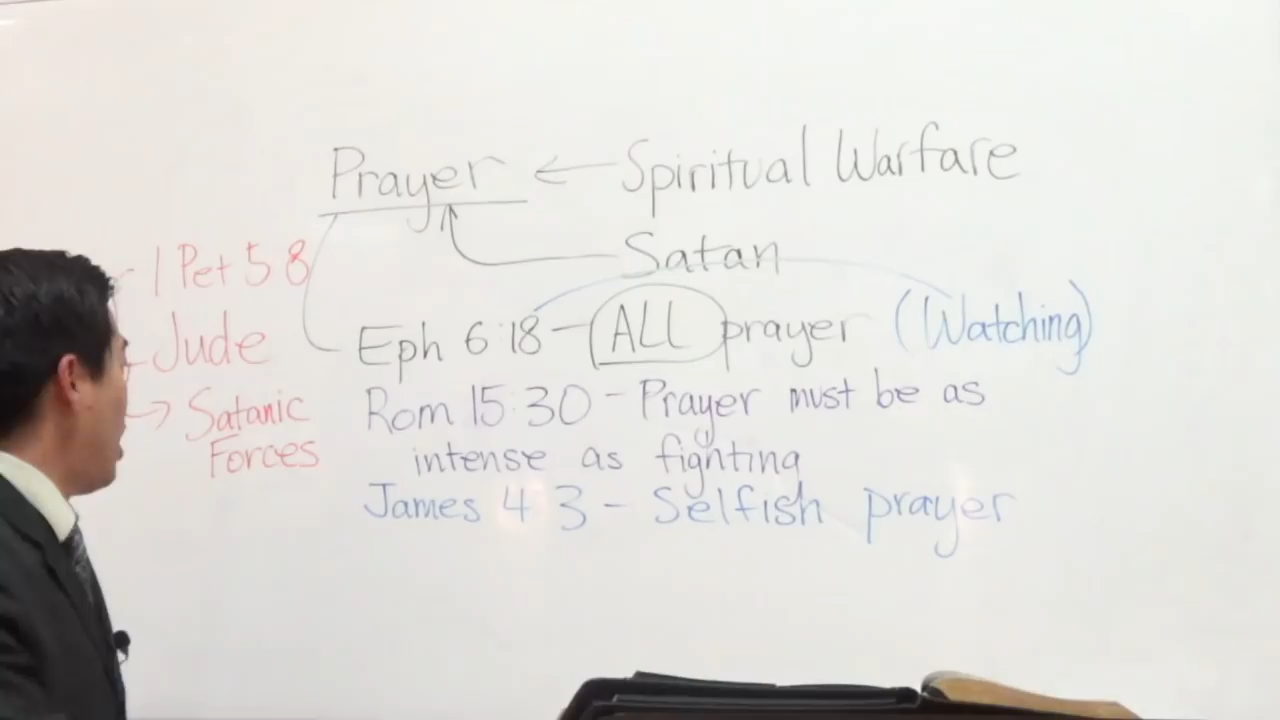 Prayer ← Spiritual Warfare
Satan
1 Pet 5 8
Jude
→ Satanic
Forces
Eph 6:18 – ALL prayer (Watching)
Rom 15:30 – Prayer must be as
intense as fighting
James 4 3 – Selfish prayer